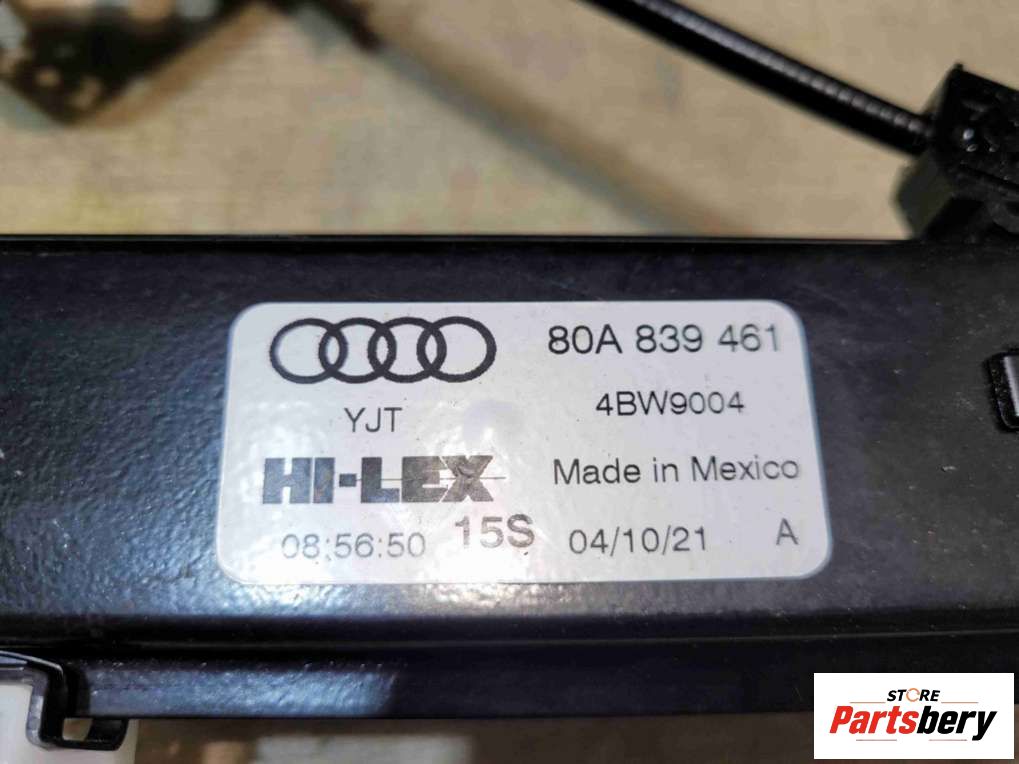 80A 839 461
YJT 4BW9004
HI-LEX Made in Mexico
08:56:50 15S 04/10/21 A
STORE
Partsbery